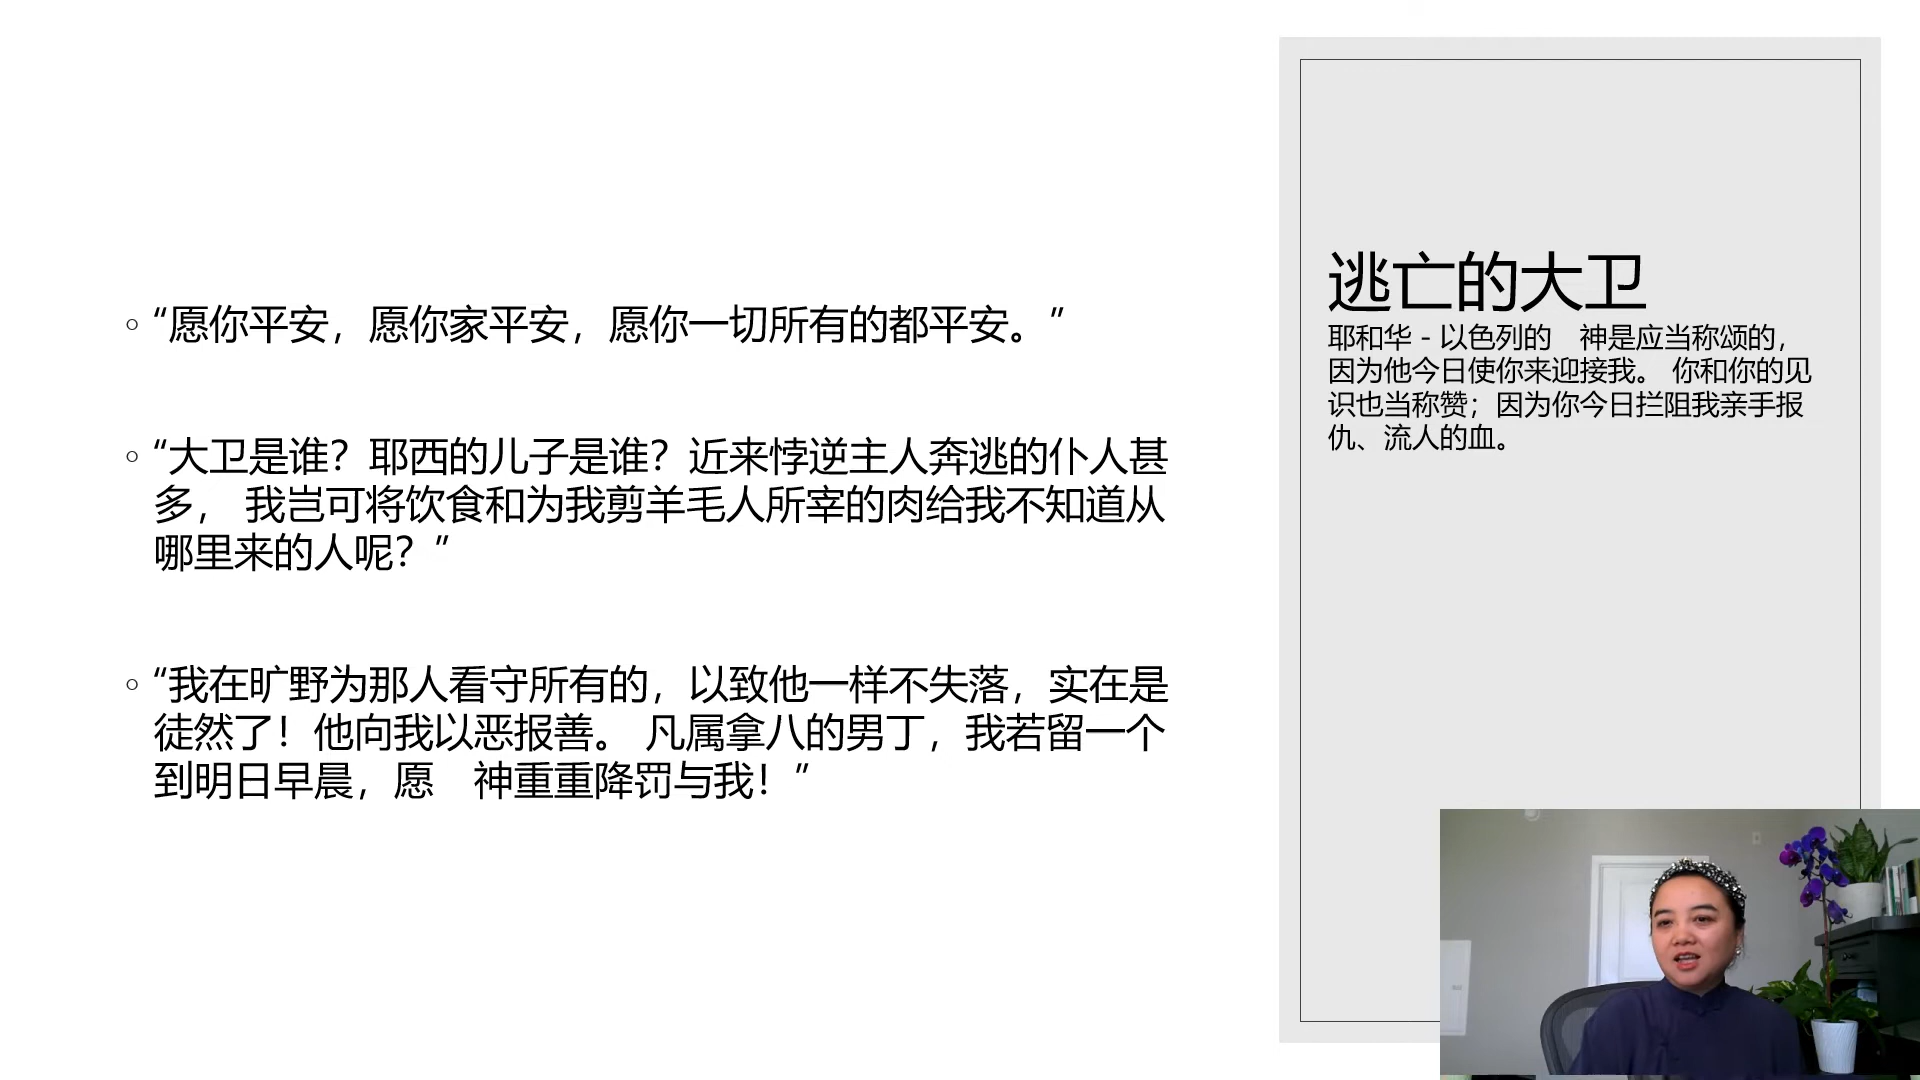 “愿你平安，愿你家平安，愿你一切所有的都平安。”
“大卫是谁？耶西的儿子是谁？近来悖逆主人奔逃的仆人甚
多， 我岂可将饮食和为我剪羊毛人所宰的肉给我不知道从
哪里来的人呢？”
“我在旷野为那人看守所有的，以致他一样不失落，实在是
徒然了！他向我以恶报善。 凡属拿八的男丁，我若留一个
到明日早晨，愿　神重重降罚与我！”
逃亡的大卫
耶和华－以色列的　神是应当称颂的，
因为他今日使你来迎接我。 你和你的见
识也当称赞；因为你今日拦阻我亲手报
仇、流人的血。